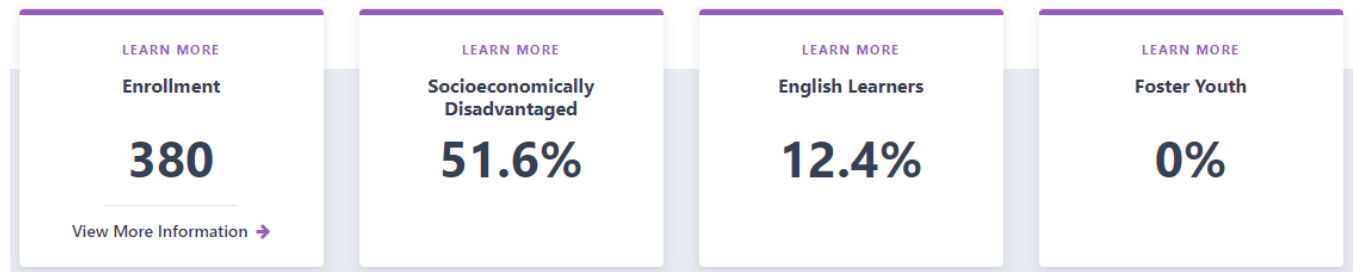 LEARN MORE
Enrollment
380
View More Information
LEARN MORE
Socioeconomically
Disadvantaged
51.6%
LEARN MORE
English Learners
12.4%
LEARN MORE
Foster Youth
0%